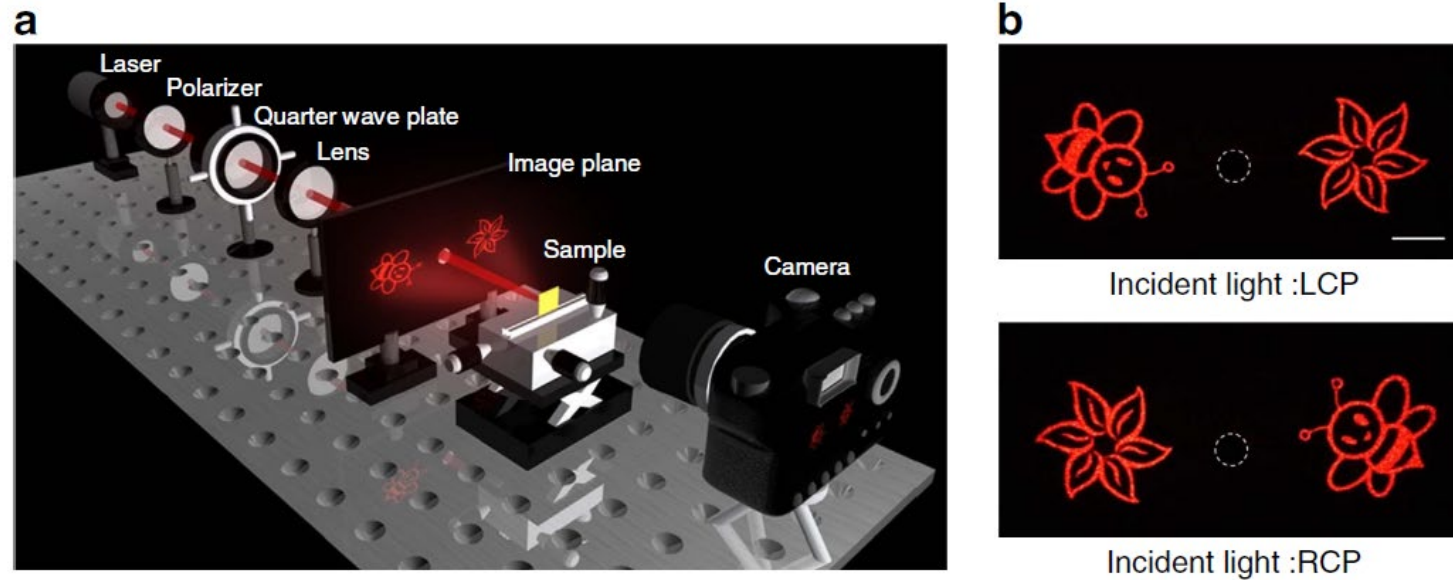 a
Laser
Polarizer
Quarter wave plate
Lens
Image plane
Sample
Camera
b
Incident light :LCP
Incident light :RCP